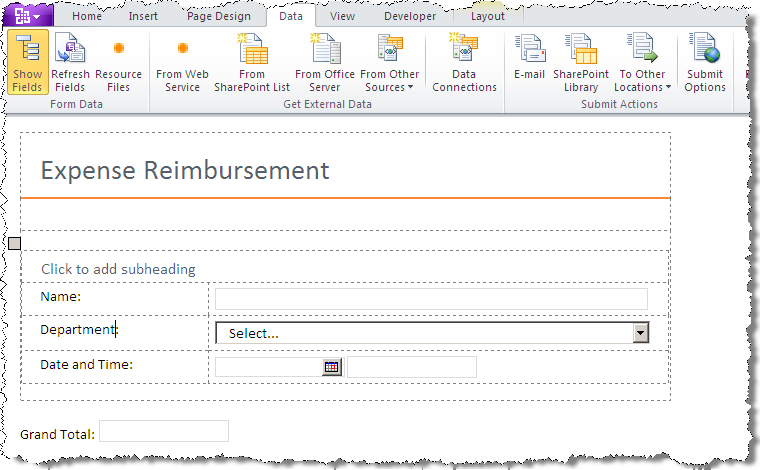 Home Insert Page Design Data View Developer Layout
Show Fields
Refresh Fields
Resource Files
From Web Service
From SharePoint List
From Office Server
From Other Sources
Data Connections
E-mail
SharePoint Library
To Other Locations
Submit Options
Form Data
Get External Data
Submit Actions
Expense Reimbursement
Click to add subheading
Name:
Department:
Select...
Date and Time:
Grand Total: